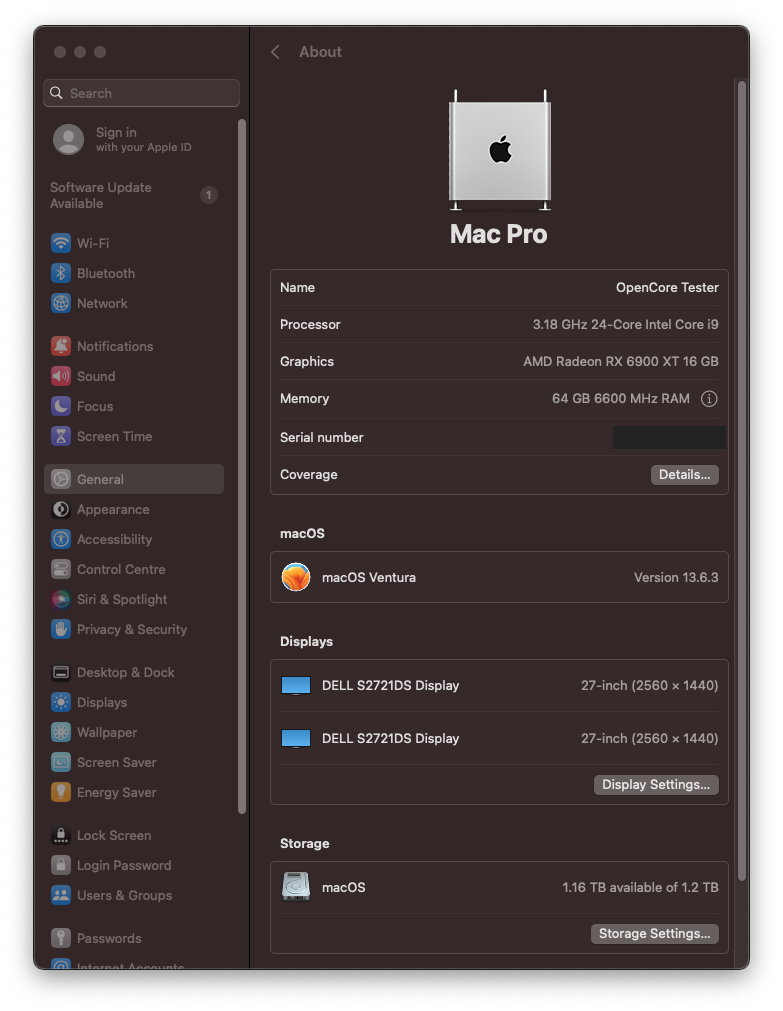 About
Search
Sign in
with your Apple ID
Software Update
Available
1
Wi-Fi
Bluetooth
Network
Notifications
Sound
Focus
Screen Time
General
Appearance
Accessibility
Control Centre
Siri & Spotlight
Privacy & Security
Desktop & Dock
Displays
Wallpaper
Screen Saver
Energy Saver
Lock Screen
Login Password
Users & Groups
Passwords
Internet Accounts
Mac Pro
Name OpenCore Tester
Processor 3.18 GHz 24-Core Intel Core i9
Graphics AMD Radeon RX 6900 XT 16 GB
Memory 64 GB 6600 MHz RAM
Serial number
Coverage Details...
macOS
macOS Ventura Version 13.6.3
Displays
DELL S2721DS Display 27-inch (2560 × 1440)
DELL S2721DS Display 27-inch (2560 × 1440)
Display Settings...
Storage
macOS 1.16 TB available of 1.2 TB
Storage Settings...